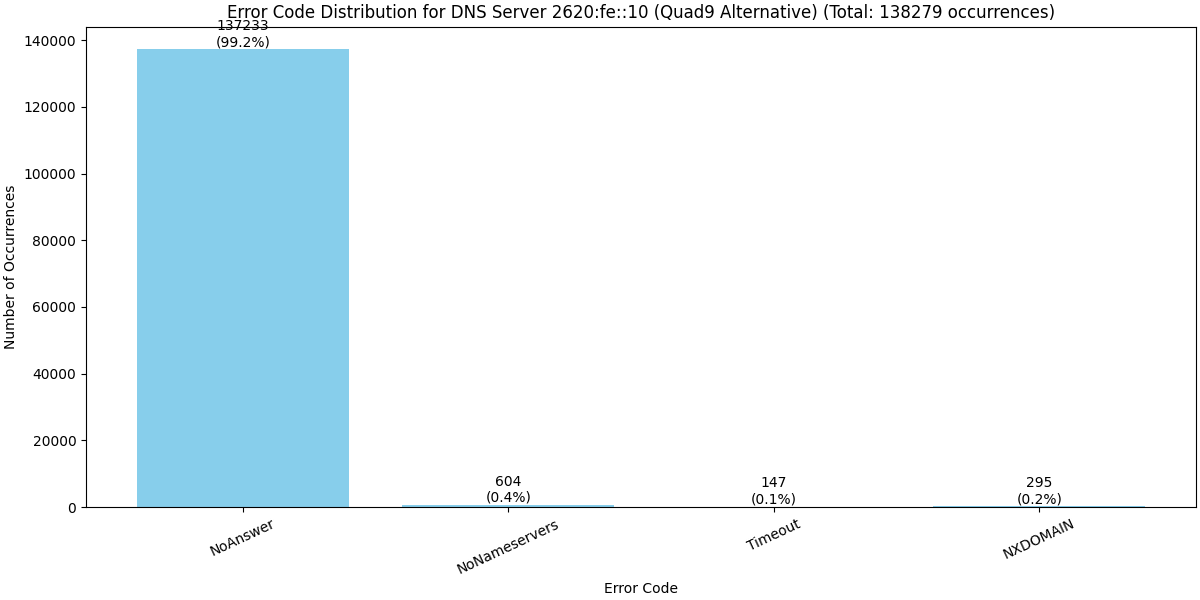 Error Code Distribution for DNS Server 2620:fe::10 (Quad9 Alternative) (Total: 138279 occurrences)
137233
(99.2%)
140000
120000
100000
80000
60000
40000
20000
0
Number of Occurrences
604
(0.4%)
147
(0.1%)
295
(0.2%)
NoAnswer
NoNameservers
Timeout
NXDOMAIN
Error Code